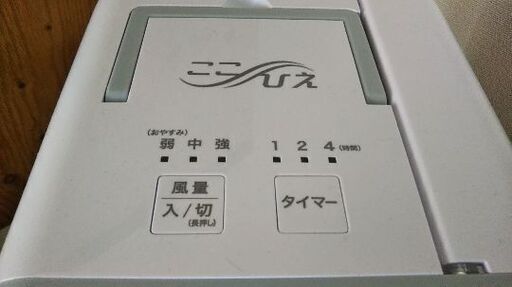 ここひえ
(おやすみ)
弱 中 強
1 2 4 (時間)
風量
入/切
(長押し)
タイマー